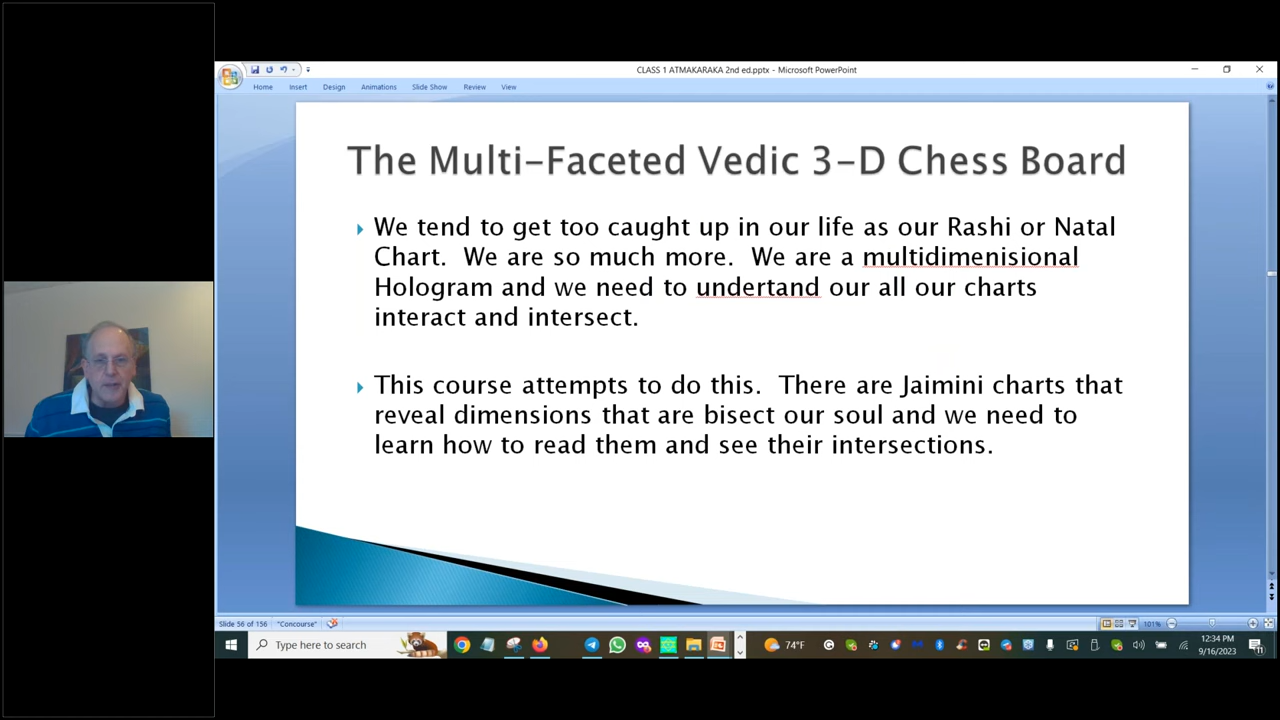 CLASS 1 ATMAKARAKA 2nd ed.pptx - Microsoft PowerPoint
Home Insert Design Animations Slide Show Review View
The Multi-Faceted Vedic 3-D Chess Board
We tend to get too caught up in our life as our Rashi or Natal
Chart. We are so much more. We are a multidimenisional
Hologram and we need to undertand our all our charts
interact and intersect.
This course attempts to do this. There are Jaimini charts that
reveal dimensions that are bisect our soul and we need to
learn how to read them and see their intersections.
Slide 56 of 156 "Concourse" 101%
Type here to search 74°F 12:34 PM
9/16/2023